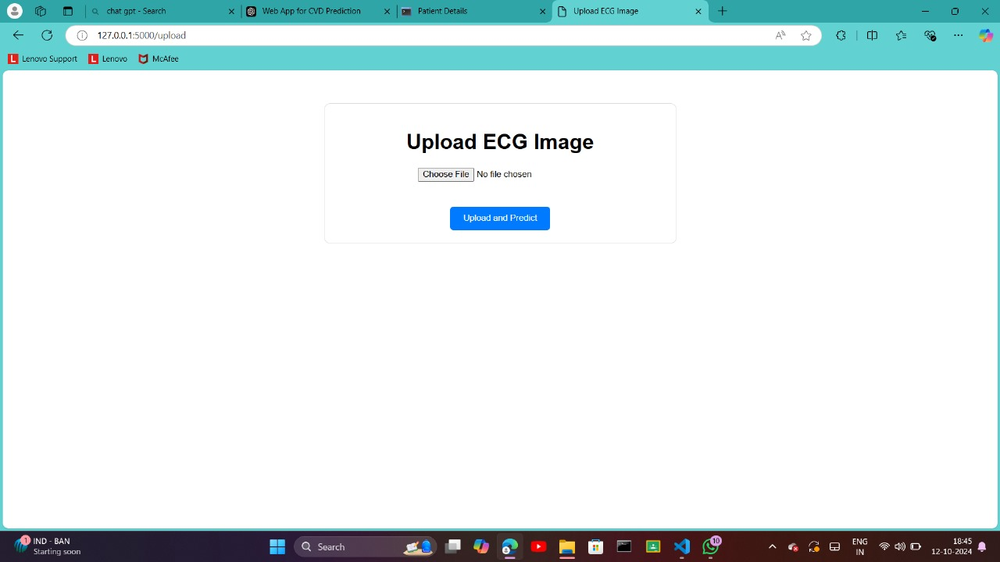 chat gpt - Search
Web App for CVD Prediction
Patient Details
Upload ECG Image
127.0.0.1:5000/upload
L Lenovo Support
L Lenovo
McAfee
Upload ECG Image
Choose File No file chosen
Upload and Predict
1
IND - BAN
Starting soon
Search
10
ENG
IN
18:45
12-10-2024